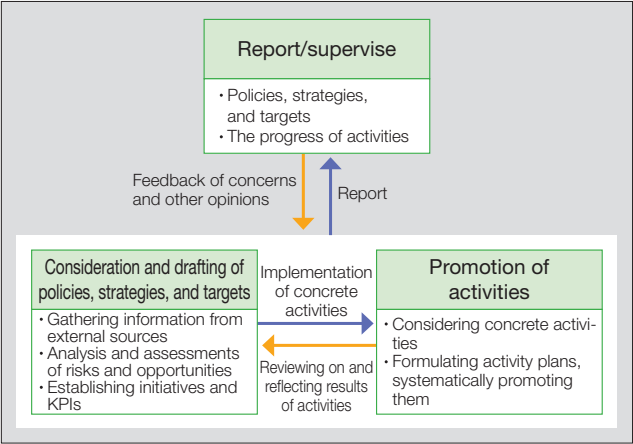 Report/supervise
・Policies, strategies,
and targets
・The progress of activities
Feedback of concerns
and other opinions
Report
Consideration and drafting of
policies, strategies, and targets
・Gathering information from
external sources
・Analysis and assessments
of risks and opportunities
・Establishing initiatives and
KPIs
Implementation
of concrete
activities
Reviewing on and
reflecting results
of activities
Promotion of
activities
・Considering concrete activi-
ties
・Formulating activity plans,
systematically promoting
them